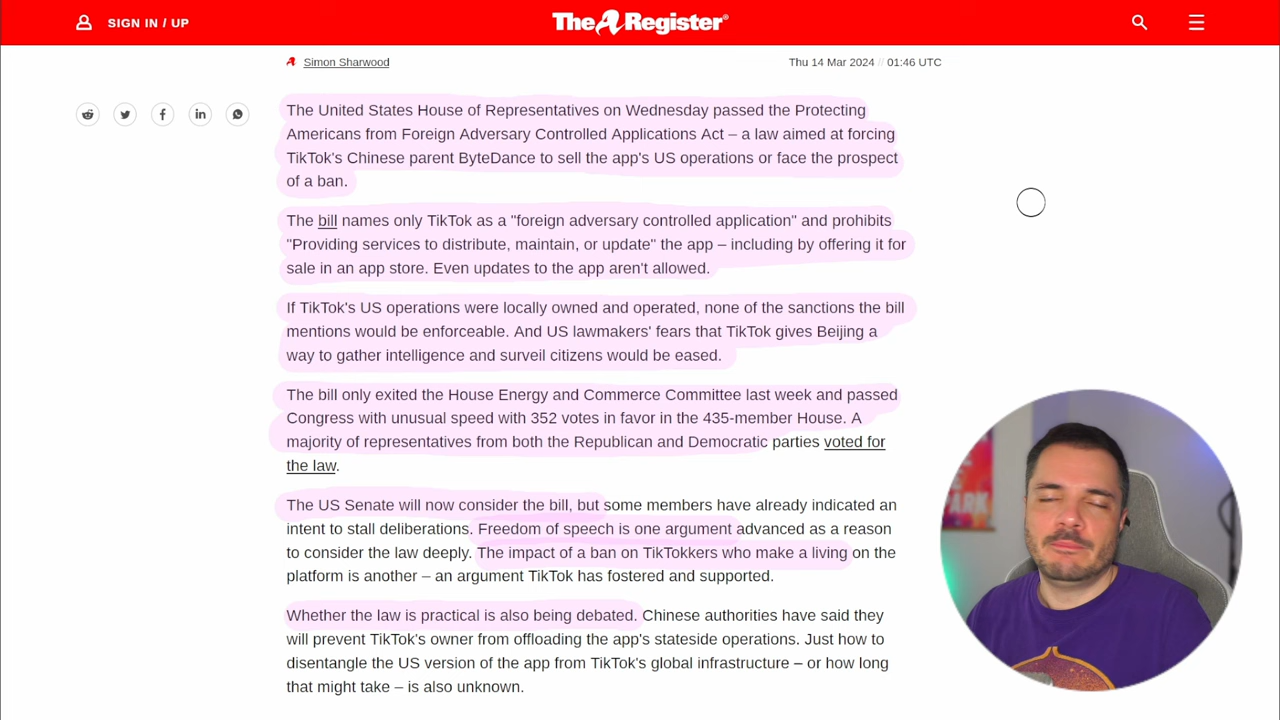 SIGN IN / UP
The Register®
Simon Sharwood
Thu 14 Mar 2024 // 01:46 UTC
The United States House of Representatives on Wednesday passed the Protecting
Americans from Foreign Adversary Controlled Applications Act – a law aimed at forcing
TikTok's Chinese parent ByteDance to sell the app's US operations or face the prospect
of a ban.
The bill names only TikTok as a "foreign adversary controlled application" and prohibits
"Providing services to distribute, maintain, or update" the app – including by offering it for
sale in an app store. Even updates to the app aren't allowed.
If TikTok's US operations were locally owned and operated, none of the sanctions the bill
mentions would be enforceable. And US lawmakers' fears that TikTok gives Beijing a
way to gather intelligence and surveil citizens would be eased.
The bill only exited the House Energy and Commerce Committee last week and passed
Congress with unusual speed with 352 votes in favor in the 435-member House. A
majority of representatives from both the Republican and Democratic parties voted for
the law.
The US Senate will now consider the bill, but some members have already indicated an
intent to stall deliberations. Freedom of speech is one argument advanced as a reason
to consider the law deeply. The impact of a ban on TikTokkers who make a living on the
platform is another – an argument TikTok has fostered and supported.
Whether the law is practical is also being debated. Chinese authorities have said they
will prevent TikTok's owner from offloading the app's stateside operations. Just how to
disentangle the US version of the app from TikTok's global infrastructure – or how long
that might take – is also unknown.